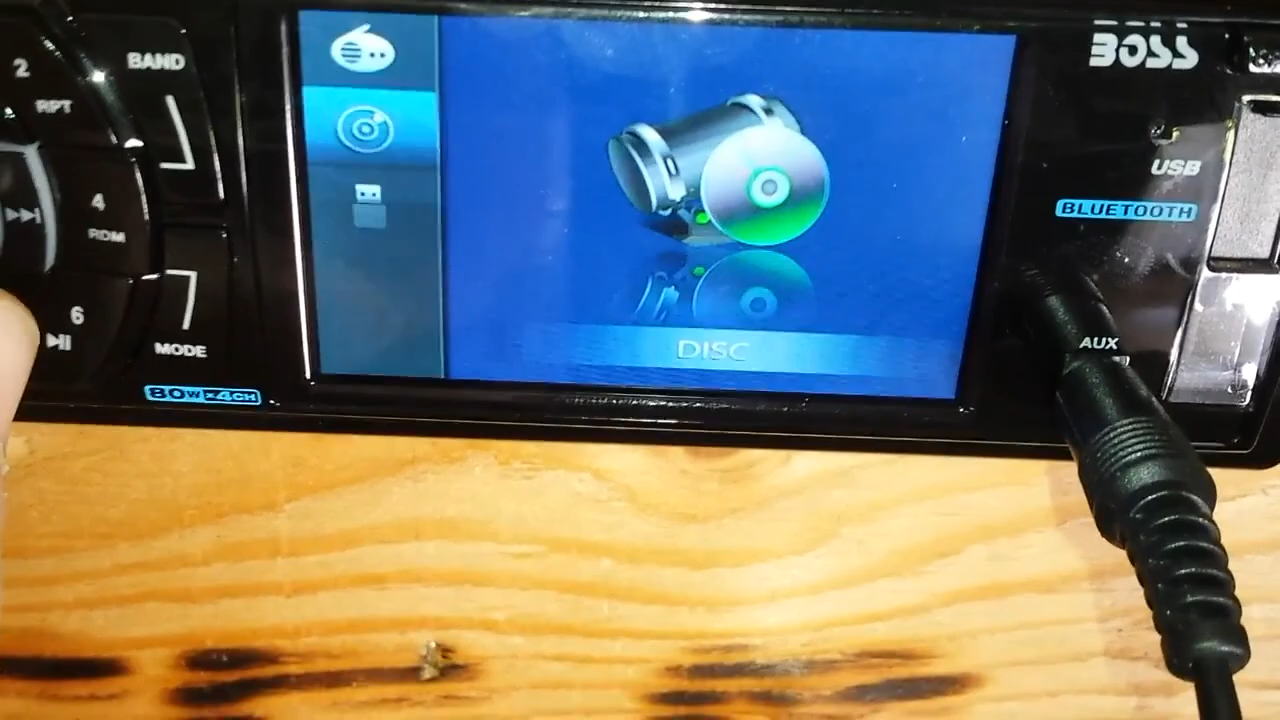 2
BAND
RPT
4
RDM
6
MODE
80W×4CH
DISC
BOSS
USB
BLUETOOTH
AUX